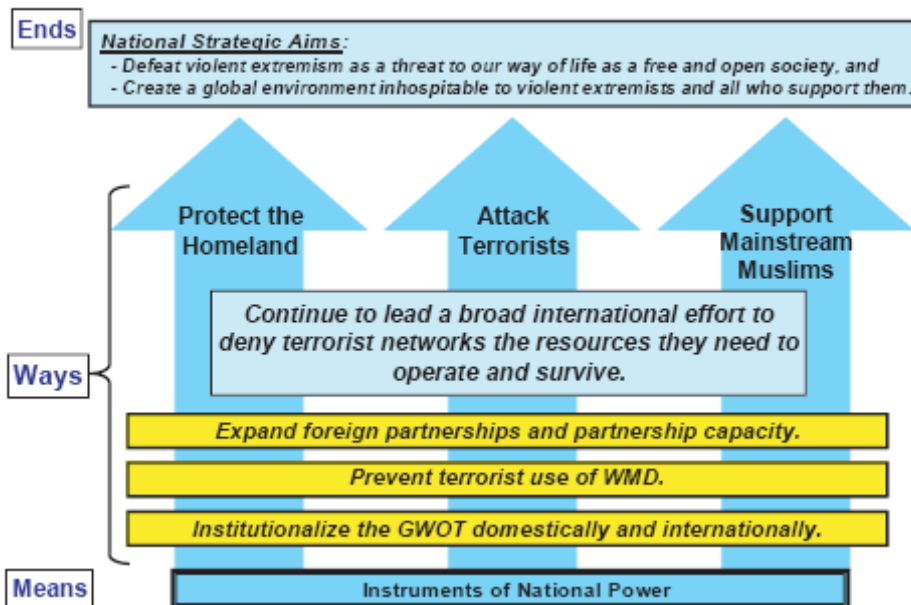 Ends
National Strategic Aims:
- Defeat violent extremism as a threat to our way of life as a free and open society, and
- Create a global environment inhospitable to violent extremists and all who support them.
Protect the
Homeland
Attack
Terrorists
Support
Mainstream
Muslims
Ways
Continue to lead a broad international effort to
deny terrorist networks the resources they need to
operate and survive.
Expand foreign partnerships and partnership capacity.
Prevent terrorist use of WMD.
Institutionalize the GWOT domestically and internationally.
Means
Instruments of National Power